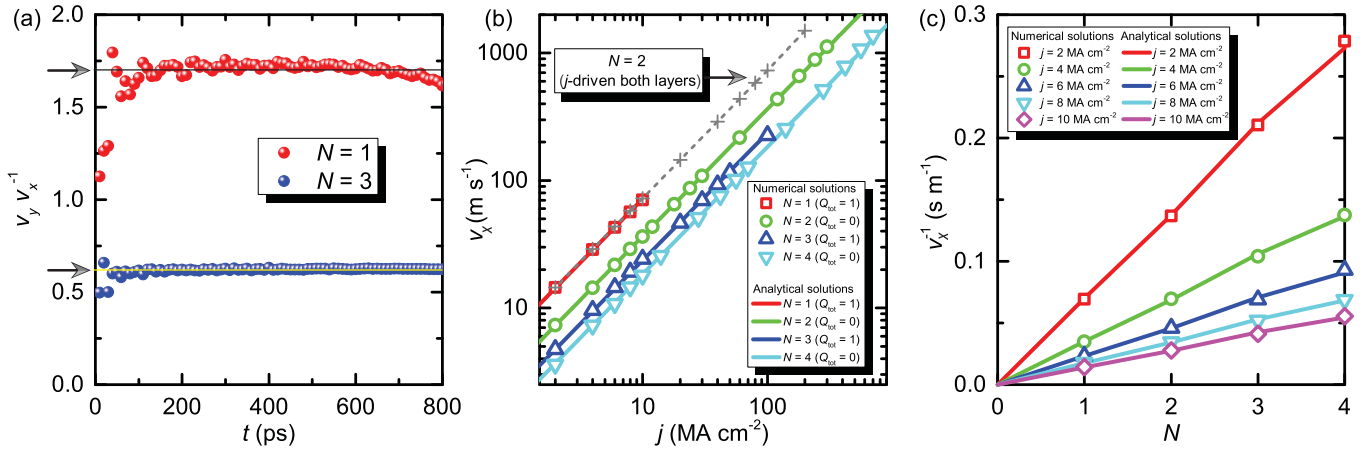 (a)
2.0
1.5
1.0
0.5
0.0
v_y v_x^-1
N = 1
N = 3
0
200
400
600
800
t (ps)
(b)
1000
100
10
v_χ (m s^-1)
N = 2
(j-driven both layers)
Numerical solutions
N = 1 (Q_tot = 1)
N = 2 (Q_tot = 0)
N = 3 (Q_tot = 1)
N = 4 (Q_tot = 0)
Analytical solutions
N = 1 (Q_tot = 1)
N = 2 (Q_tot = 0)
N = 3 (Q_tot = 1)
N = 4 (Q_tot = 0)
10
100
j (MA cm^-2)
(c)
0.3
0.2
0.1
0.0
v_χ^-1 (s m^-1)
Numerical solutions
j = 2 MA cm^-2
j = 4 MA cm^-2
j = 6 MA cm^-2
j = 8 MA cm^-2
j = 10 MA cm^-2
Analytical solutions
j = 2 MA cm^-2
j = 4 MA cm^-2
j = 6 MA cm^-2
j = 8 MA cm^-2
j = 10 MA cm^-2
0
1
2
3
4
N